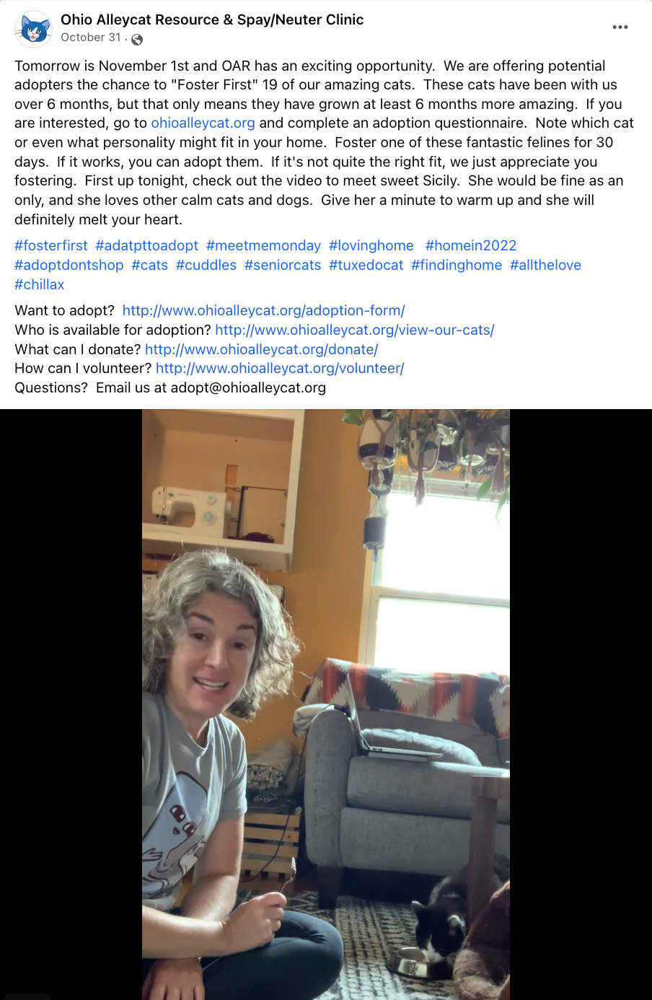 Ohio Alleycat Resource & Spay/Neuter Clinic
October 31 ·
Tomorrow is November 1st and OAR has an exciting opportunity.  We are offering potential
adopters the chance to "Foster First" 19 of our amazing cats.  These cats have been with us
over 6 months, but that only means they have grown at least 6 months more amazing.  If you
are interested, go to ohioalleycat.org and complete an adoption questionnaire.  Note which cat
or even what personality might fit in your home.  Foster one of these fantastic felines for 30
days.  If it works, you can adopt them.  If it's not quite the right fit, we just appreciate you
fostering.  First up tonight, check out the video to meet sweet Sicily.  She would be fine as an
only, and she loves other calm cats and dogs.  Give her a minute to warm up and she will
definitely melt your heart.
#fosterfirst #adatpttoadopt #meetmemonday #lovinghome #homein2022
#adoptdontshop #cats #cuddles #seniorcats #tuxedocat #findinghome #allthelove
#chillax
Want to adopt?  http://www.ohioalleycat.org/adoption-form/
Who is available for adoption? http://www.ohioalleycat.org/view-our-cats/
What can I donate? http://www.ohioalleycat.org/donate/
How can I volunteer? http://www.ohioalleycat.org/volunteer/
Questions?  Email us at adopt@ohioalleycat.org